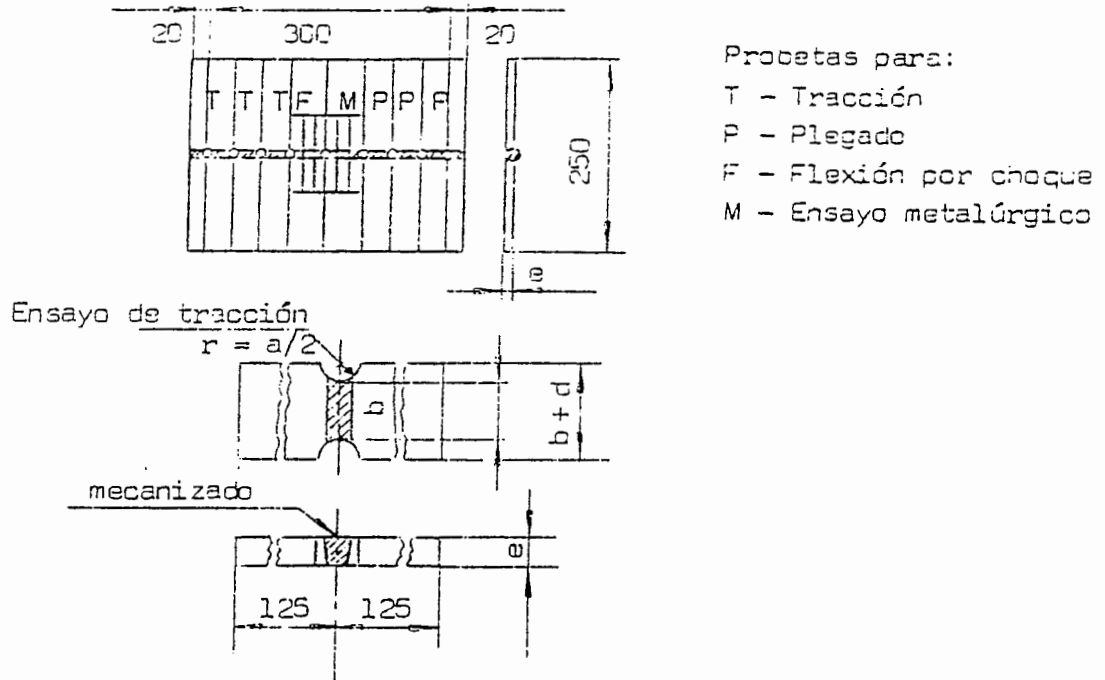 20 300 20
Probetas para:
T - Tracción
P - Plegado
F - Flexión por choque
M - Ensayo metalúrgico
T T T F M P P F
250
e
Ensayo de tracción
r = a/2
b
b + d
mecanizado
e
125 125